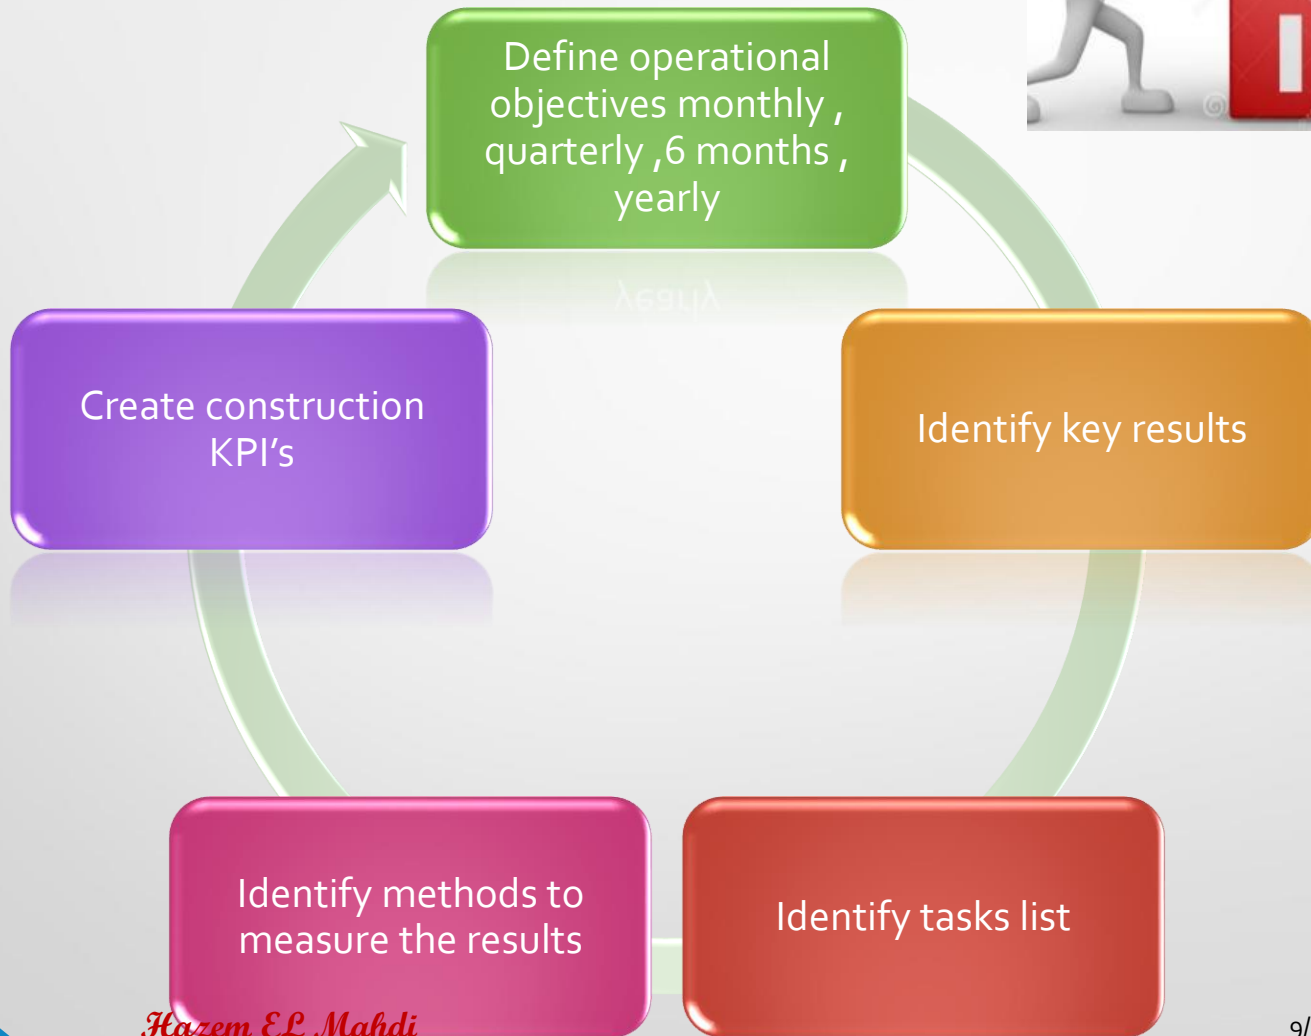 Define operational
objectives monthly ,
quarterly ,6 months ,
yearly
Identify key results
Identify tasks list
Identify methods to
measure the results
Create construction
KPI’s
Hazem EL Mahdi
9/